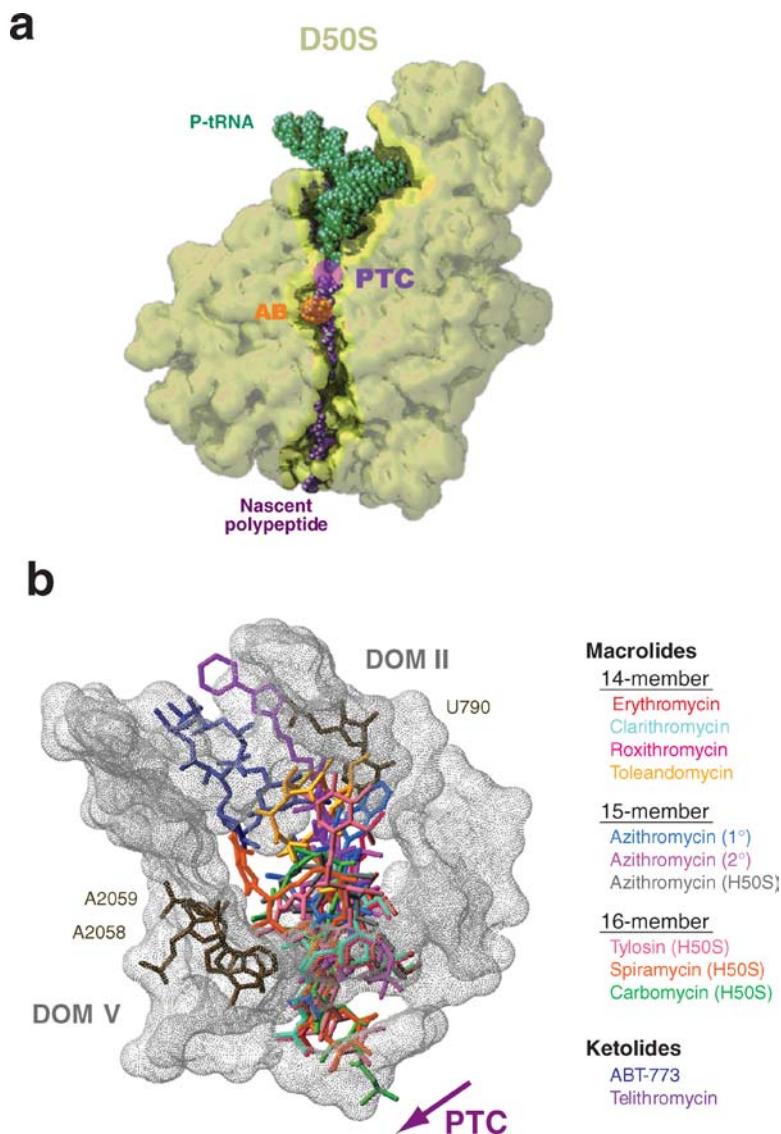 a
D50S
P-tRNA
PTC
AB
Nascent
polypeptide
b
DOM II
U790
A2059
A2058
DOM V
PTC
Macrolides
14-member
Erythromycin
Clarithromycin
Roxithromycin
Toleandomycin
15-member
Azithromycin (1°)
Azithromycin (2°)
Azithromycin (H50S)
16-member
Tylosin (H50S)
Spiramycin (H50S)
Carbomycin (H50S)
Ketolides
ABT-773
Telithromycin